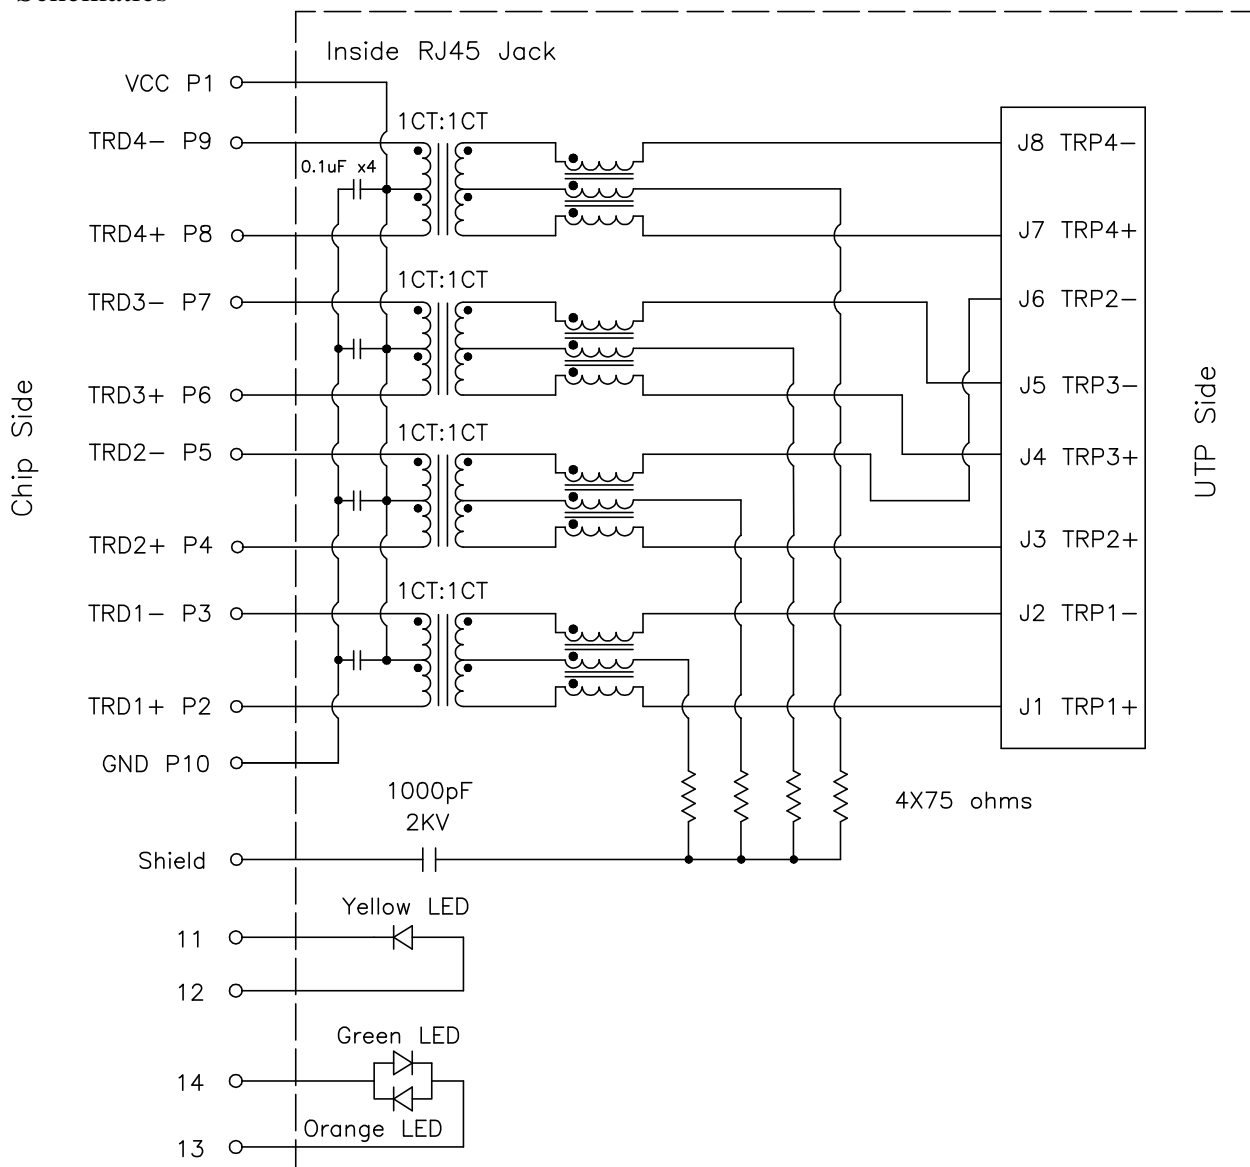 Schematics
Inside RJ45 Jack
VCC P1
1CT:1CT
TRD4- P9
J8 TRP4-
0.1uF x4
TRD4+ P8
J7 TRP4+
1CT:1CT
TRD3- P7
J6 TRP2-
J5 TRP3-
TRD3+ P6
Chip Side
UTP Side
1CT:1CT
TRD2- P5
J4 TRP3+
TRD2+ P4
J3 TRP2+
1CT:1CT
TRD1- P3
J2 TRP1-
TRD1+ P2
J1 TRP1+
GND P10
1000pF
2KV
4X75 ohms
Shield
Yellow LED
11
12
Green LED
14
Orange LED
13